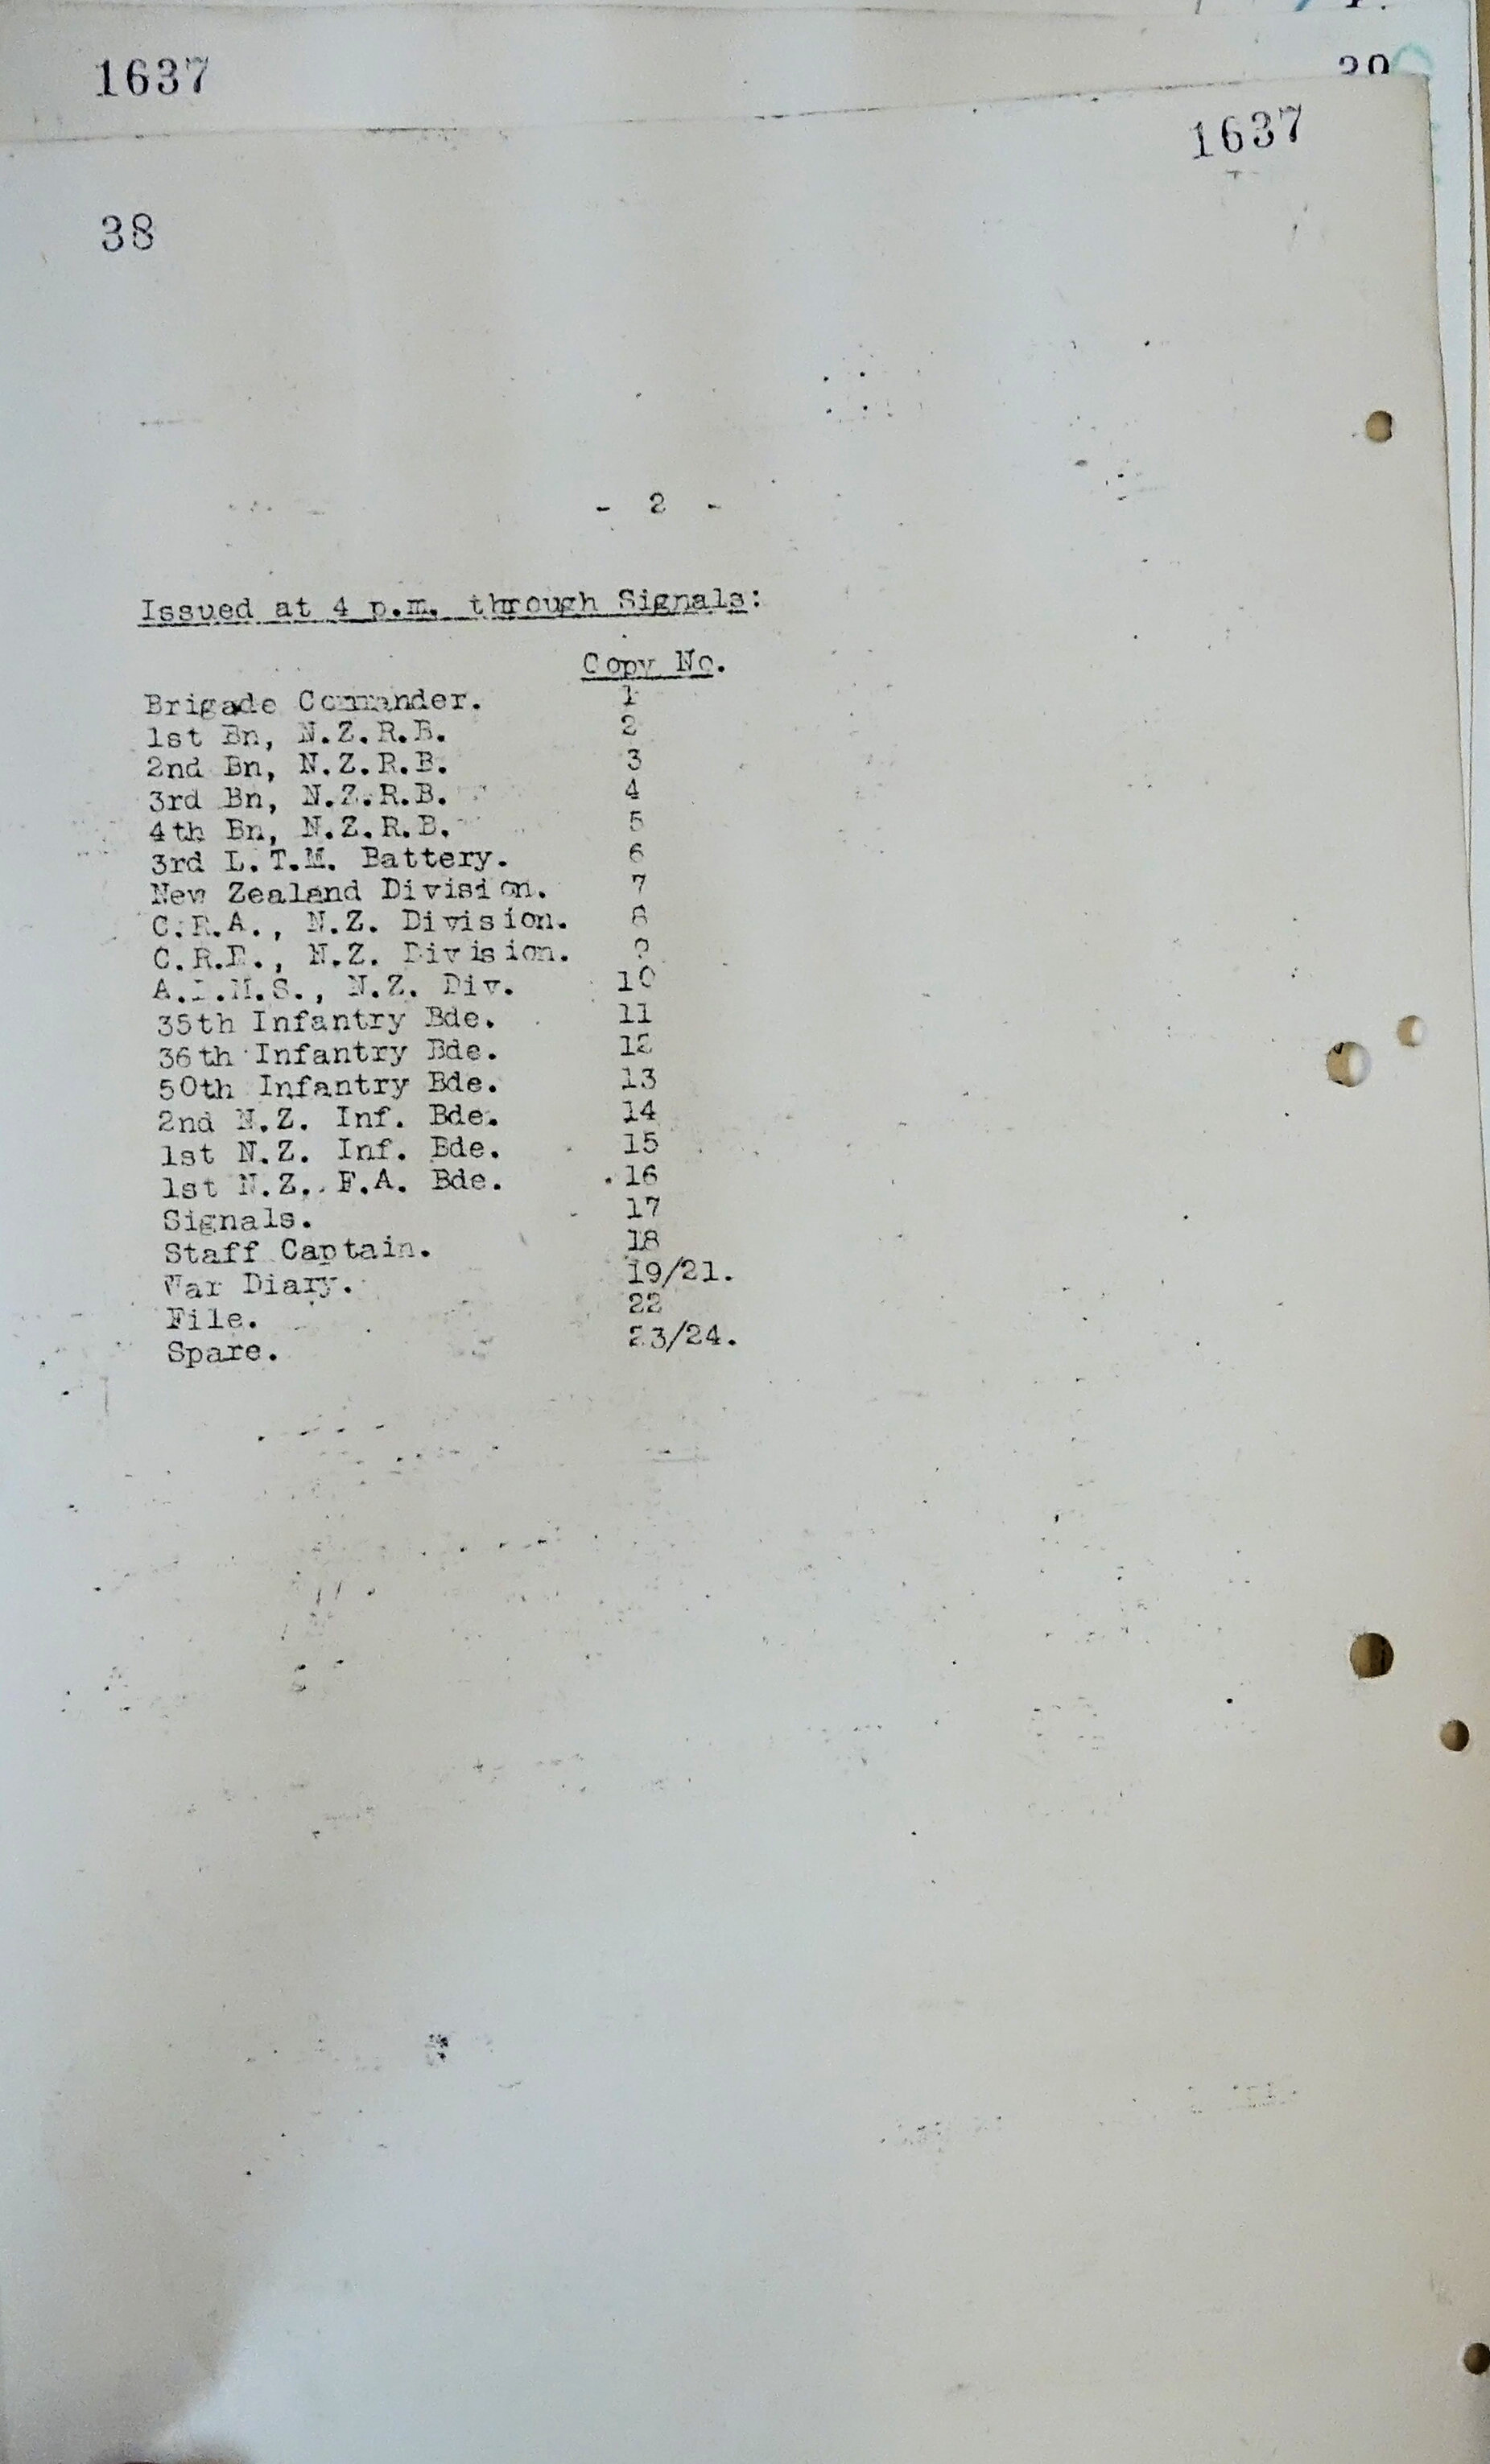 1637
1637
38
- 2 -
Issued at 4 p.m. through Signals:
Copy No.
Brigade Commander. 1
1st Bn, N.Z.R.B. 2
2nd Bn, N.Z.R.B. 3
3rd Bn, N.Z.R.B. 4
4th Bn, N.Z.R.B. 5
3rd L.T.M. Battery. 6
New Zealand Division. 7
C.R.A., N.Z. Division. 8
C.R.E., N.Z. Division. 9
A.D.M.S., N.Z. Div. 10
35th Infantry Bde. 11
36th Infantry Bde. 12
50th Infantry Bde. 13
2nd N.Z. Inf. Bde. 14
1st N.Z. Inf. Bde. 15
1st N.Z. F.A. Bde. 16
Signals. 17
Staff Captain. 18
War Diary. 19/21.
File. 22
Spare. 23/24.